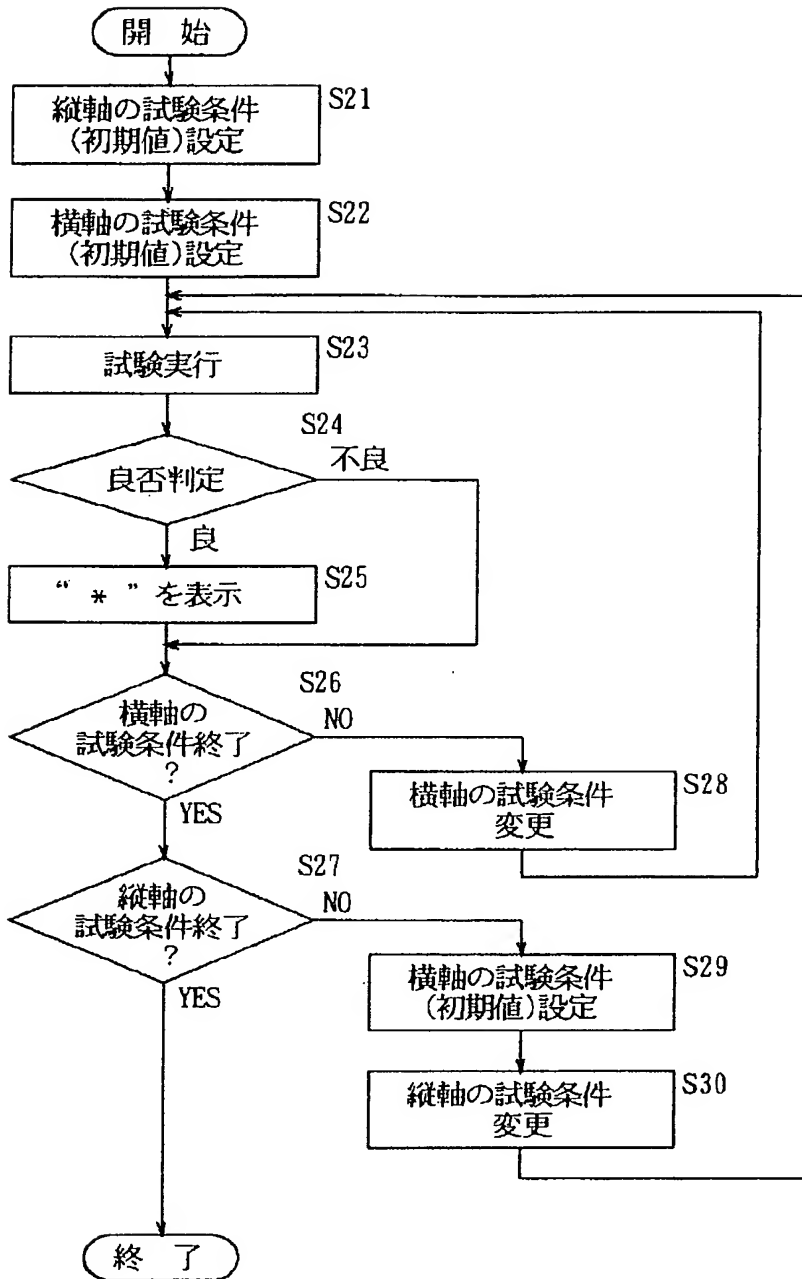 開 始
縦軸の試験条件
(初期値)設定
S21
横軸の試験条件
(初期値)設定
S22
試験実行
S23
S24
良否判定
不良
良
“ * ” を表示
S25
S26
横軸の
試験条件終了
?
NO
YES
横軸の試験条件
変更
S28
S27
縦軸の
試験条件終了
?
NO
YES
横軸の試験条件
(初期値)設定
S29
縦軸の試験条件
変更
S30
終 了